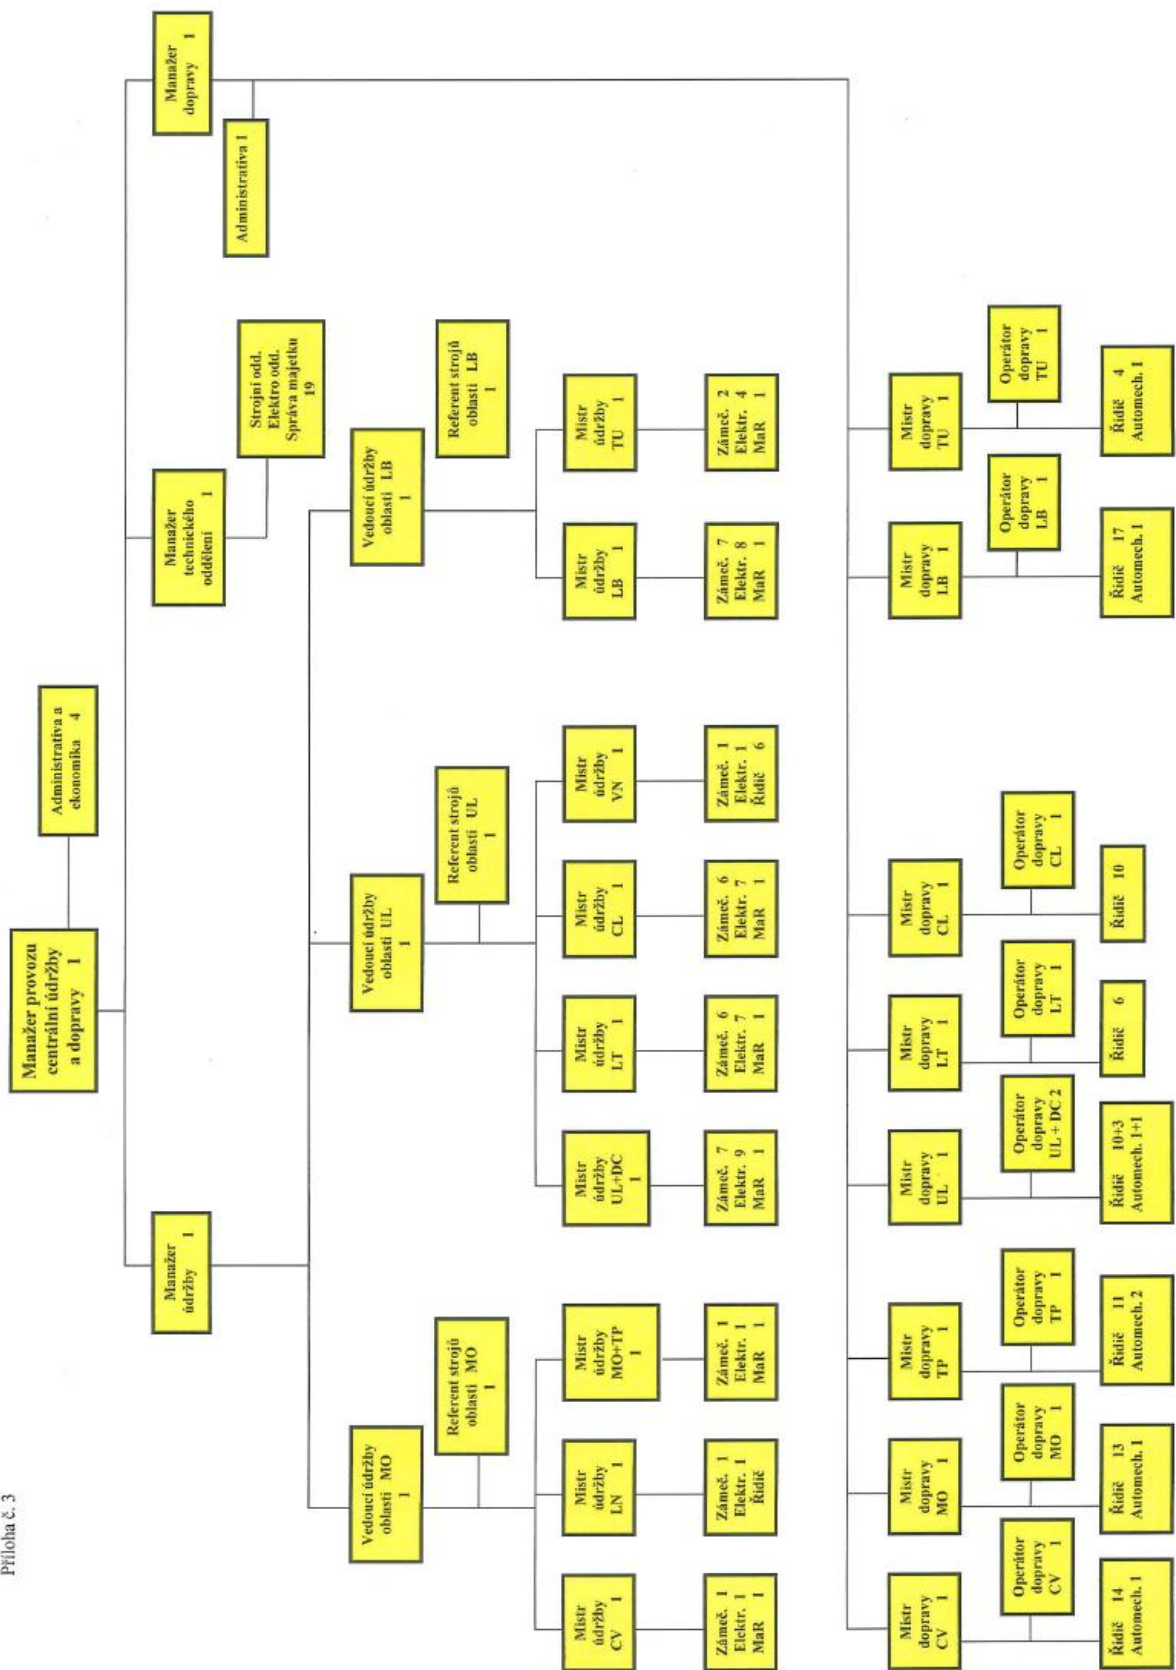 Příloha č. 3
Manažer provozu
centrální údržby
a dopravy 1
Administrativa a
ekonomika 4
Manažer
údržby 1
Manažer
technického
oddělení 1
Manažer
dopravy 1
Strojní odd.
Elektro odd.
Správa majetku
19
Administrativa 1
Vedoucí údržby
oblasti MO
1
Vedoucí údržby
oblasti UL
1
Vedoucí údržby
oblasti LB
1
Referent strojů
oblasti MO
1
Referent strojů
oblasti UL
1
Referent strojů
oblasti LB
1
Mistr
údržby
CV 1
Mistr
údržby
LN 1
Mistr
údržby
MO+TP
1
Mistr
údržby
UL+DC
1
Mistr
údržby
LT 1
Mistr
údržby
CL 1
Mistr
údržby
VN 1
Mistr
údržby
LB 1
Mistr
údržby
TU 1
Zámeč. 1
Elektr. 1
MaR 1
Zámeč. 1
Elektr. 1
Řidič
Zámeč. 1
Elektr. 1
MaR 1
Zámeč. 7
Elektr. 9
MaR 1
Zámeč. 6
Elektr. 7
MaR 1
Zámeč. 6
Elektr. 7
MaR 1
Zámeč. 1
Elektr. 1
Řidič 6
Zámeč. 7
Elektr. 8
MaR 1
Zámeč. 2
Elektr. 4
MaR 1
Mistr
dopravy
CV 1
Mistr
dopravy
MO 1
Mistr
dopravy
TP 1
Mistr
dopravy
UL 1
Mistr
dopravy
LT 1
Mistr
dopravy
CL 1
Mistr
dopravy
LB 1
Mistr
dopravy
TU 1
Operátor
dopravy
CV 1
Operátor
dopravy
MO 1
Operátor
dopravy
TP 1
Operátor
dopravy
UL + DC 2
Operátor
dopravy
LT 1
Operátor
dopravy
CL 1
Operátor
dopravy
LB 1
Operátor
dopravy
TU 1
Řidič 14
Automech. 1
Řidič 13
Automech. 1
Řidič 11
Automech. 2
Řidič 10+3
Automech. 1+1
Řidič 6
Řidič 10
Řidič 17
Automech. 1
Řidič 4
Automech. 1